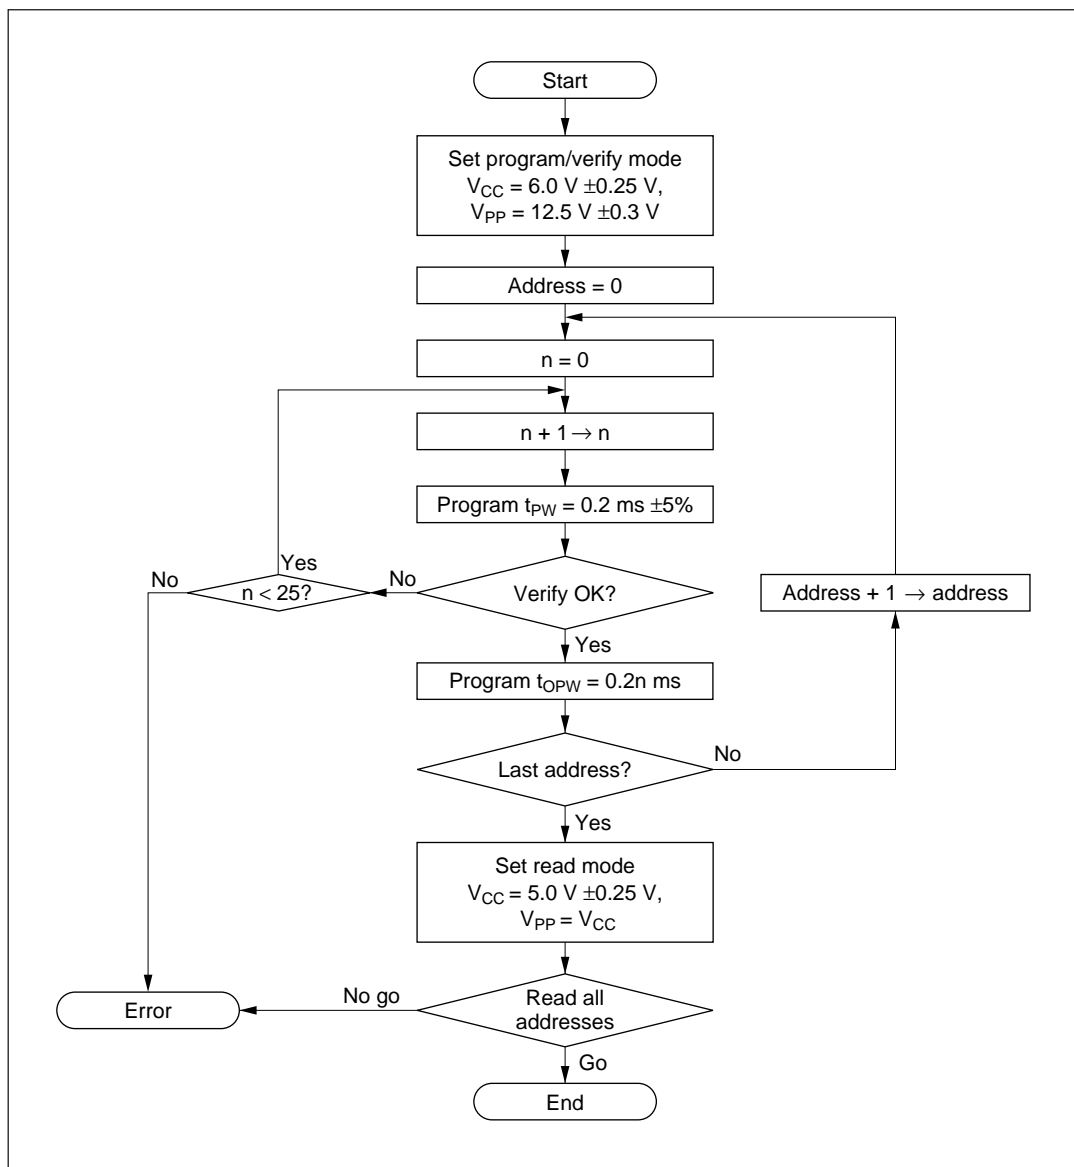 Start
Set program/verify mode
VCC = 6.0 V ±0.25 V,
VPP = 12.5 V ±0.3 V
Address = 0
n = 0
n + 1 → n
Program tPW = 0.2 ms ±5%
Verify OK?
No
n < 25?
Yes
No
Yes
Address + 1 → address
Program tOPW = 0.2n ms
Last address?
No
Yes
Set read mode
VCC = 5.0 V ±0.25 V,
VPP = VCC
Read all
addresses
No go
Error
Go
End